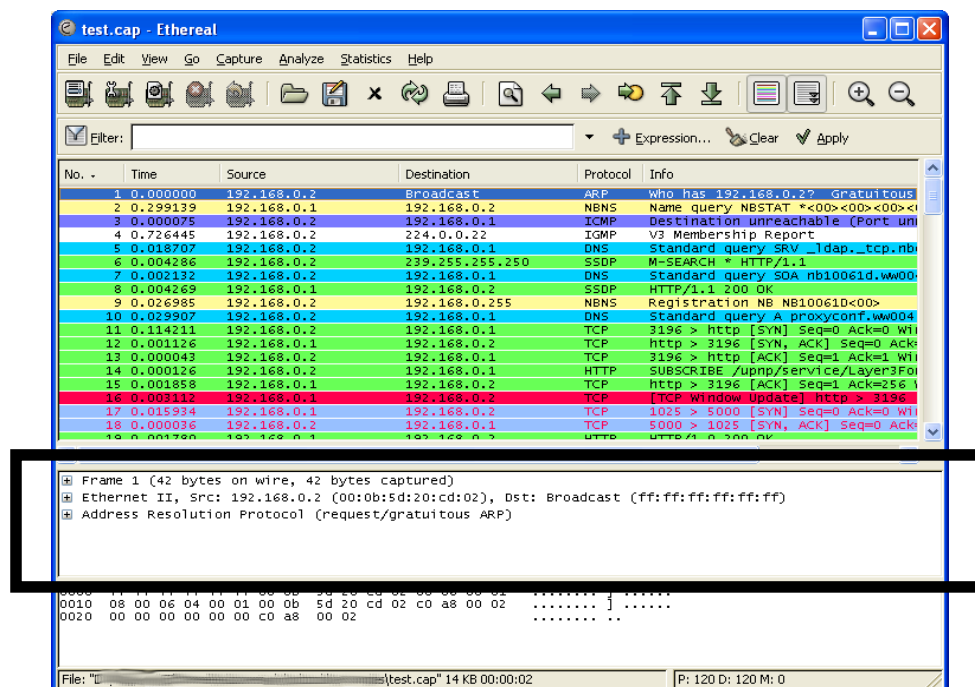 test.cap - Ethereal
File Edit View Go Capture Analyze Statistics Help
Filter: Expression... Clear Apply
No. - Time Source Destination Protocol Info
1 0.000000 192.168.0.2 Broadcast ARP Who has 192.168.0.2? Gratuitous
2 0.299139 192.168.0.1 192.168.0.2 NBNS Name query NBSTAT *<00><00><00><
3 0.000075 192.168.0.2 192.168.0.1 ICMP Destination unreachable (Port un
4 0.726445 192.168.0.2 224.0.0.22 IGMP V3 Membership Report
5 0.018707 192.168.0.2 192.168.0.1 DNS Standard query SRV _ldap._tcp.nb
6 0.004286 192.168.0.2 239.255.255.250 SSDP M-SEARCH * HTTP/1.1
7 0.002132 192.168.0.2 192.168.0.1 DNS Standard query SOA nb10061d.ww00
8 0.004269 192.168.0.1 192.168.0.2 SSDP HTTP/1.1 200 OK
9 0.026985 192.168.0.2 192.168.0.255 NBNS Registration NB NB10061D<00>
10 0.029907 192.168.0.2 192.168.0.1 DNS Standard query A proxyconf.ww004
11 0.114211 192.168.0.2 192.168.0.1 TCP 3196 > http [SYN] Seq=0 Ack=0 Wi
12 0.001126 192.168.0.1 192.168.0.2 TCP http > 3196 [SYN, ACK] Seq=0 Ack=
13 0.000043 192.168.0.2 192.168.0.1 TCP 3196 > http [ACK] Seq=1 Ack=1 Wi
14 0.000126 192.168.0.2 192.168.0.1 HTTP SUBSCRIBE /upnp/service/Layer3Fo
15 0.001858 192.168.0.1 192.168.0.2 TCP http > 3196 [ACK] Seq=1 Ack=256
16 0.003112 192.168.0.1 192.168.0.2 TCP [TCP Window Update] http > 3196
17 0.015934 192.168.0.1 192.168.0.2 TCP 1025 > 5000 [SYN] Seq=0 Ack=0 Wi
18 0.000036 192.168.0.2 192.168.0.1 TCP 5000 > 1025 [SYN, ACK] Seq=0 Ack
19 0.001780 192.168.0.1 192.168.0.2 HTTP HTTP/1.0 200 OK
Frame 1 (42 bytes on wire, 42 bytes captured)
Ethernet II, Src: 192.168.0.2 (00:0b:5d:20:cd:02), Dst: Broadcast (ff:ff:ff:ff:ff:ff)
Address Resolution Protocol (request/gratuitous ARP)
0010 08 00 06 04 00 01 00 0b 5d 20 cd 02 c0 a8 00 02 ........ ] ......
0020 00 00 00 00 00 00 c0 a8 00 02 ........ ..
File: "D \test.cap" 14 KB 00:00:02 P: 120 D: 120 M: 0